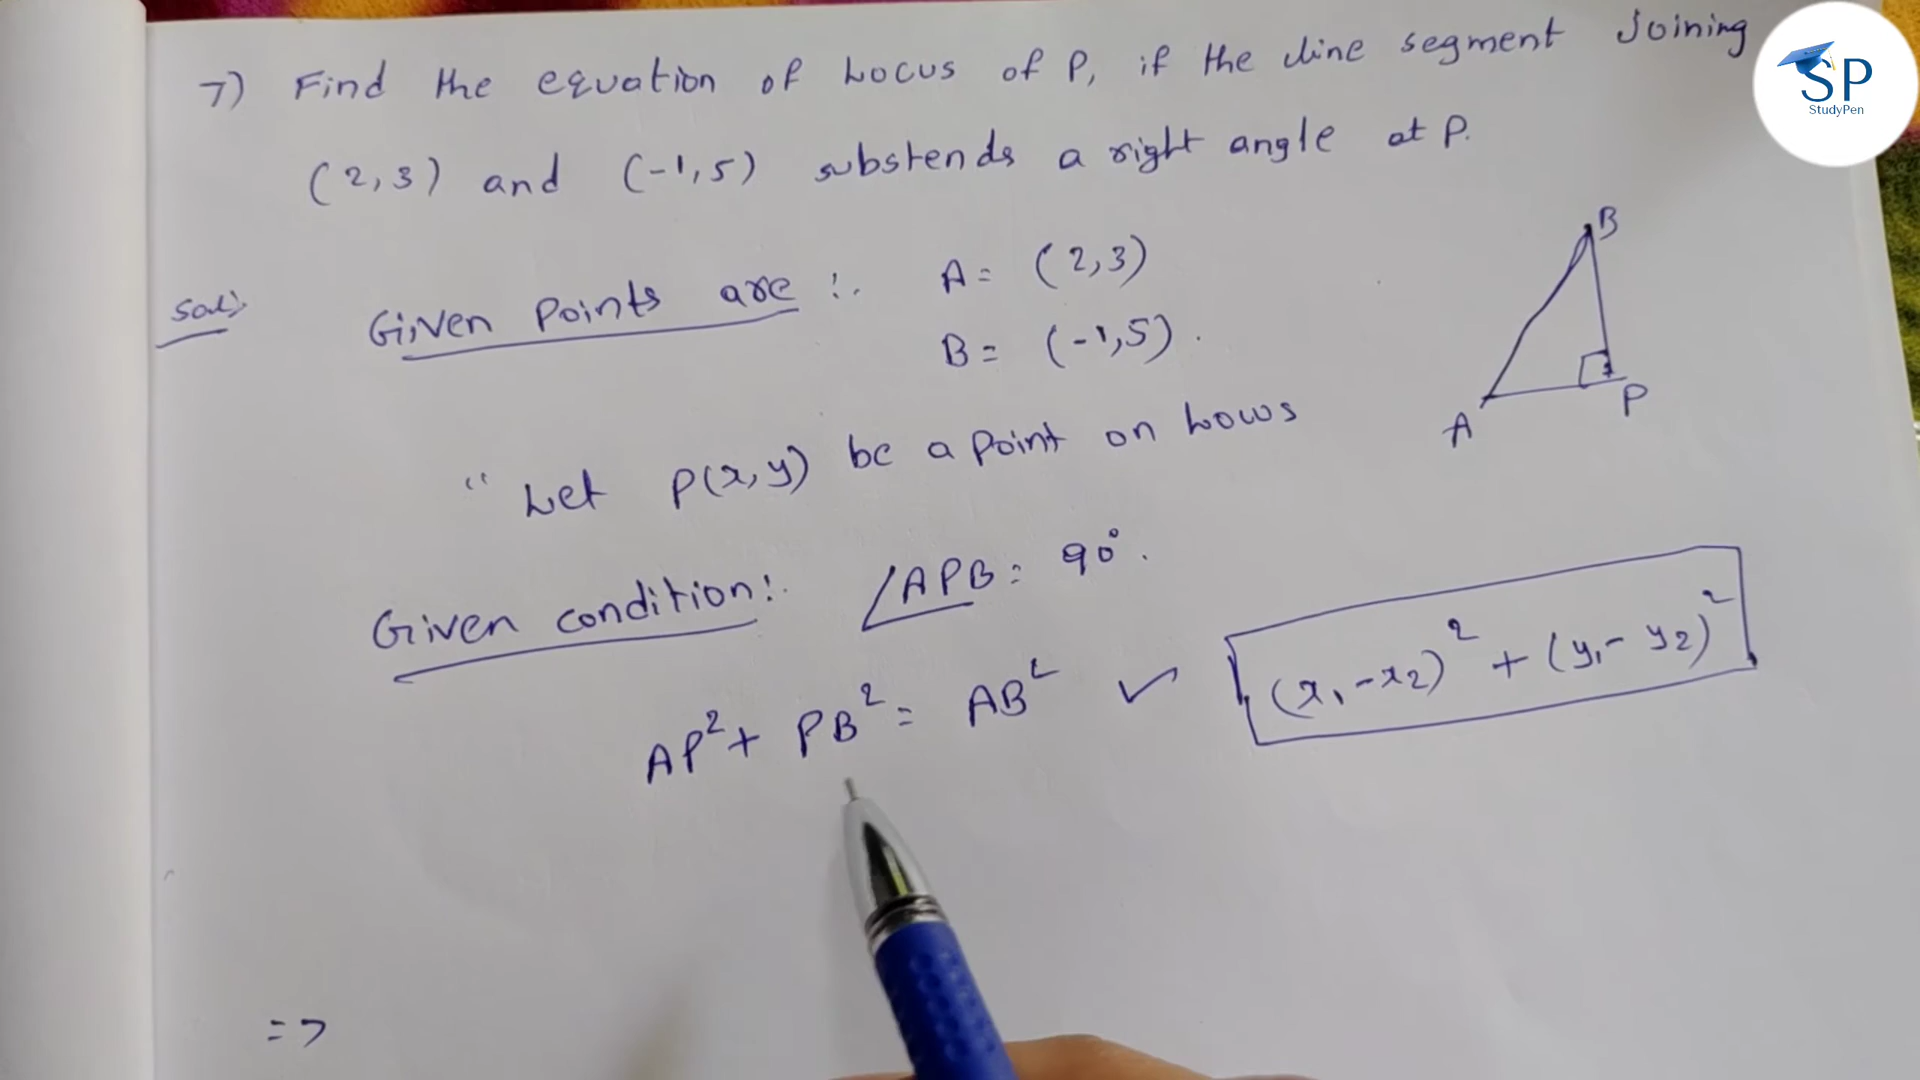 7) Find the equation of Locus of P, if the line segment Joining
(2,3) and (-1,5) substends a right angle at P.
Sol:
Given Points are :. A = (2,3)
B = (-1,5).
"Let P(x,y) be a Point on Locus
Given condition:. ∠APB = 90°.
AP² + PB² = AB² ✓ (x₁-x₂)² + (y₁-y₂)²
=>
B
A
P
SP
StudyPen